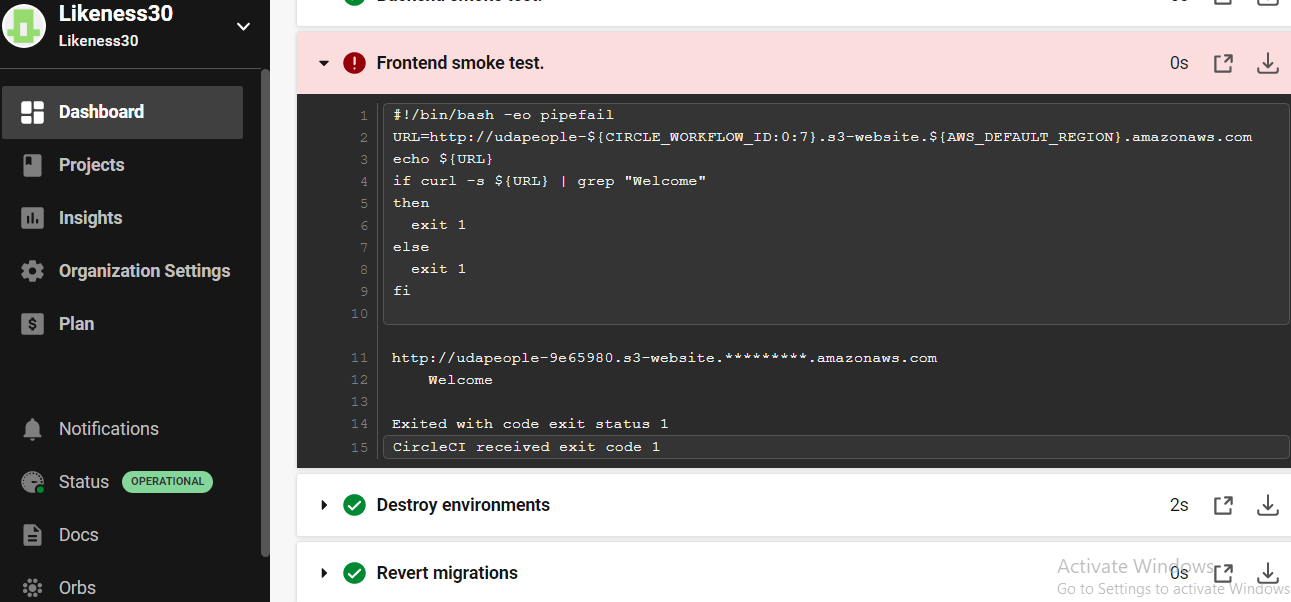 Likeness30
Likeness30
Dashboard
Projects
Insights
Organization Settings
Plan
Notifications
Status OPERATIONAL
Docs
Orbs
Backend smoke test.
Frontend smoke test. 0s
1 #!/bin/bash -eo pipefail
2 URL=http://udapeople-${CIRCLE_WORKFLOW_ID:0:7}.s3-website.${AWS_DEFAULT_REGION}.amazonaws.com
3 echo ${URL}
4 if curl -s ${URL} | grep "Welcome"
5 then
6 exit 1
7 else
8 exit 1
9 fi
10
11 http://udapeople-9e65980.s3-website.*********.amazonaws.com
12 Welcome
13
14 Exited with code exit status 1
15 CircleCI received exit code 1
Destroy environments 2s
Revert migrations 0s
Activate Windows
Go to Settings to activate Windows